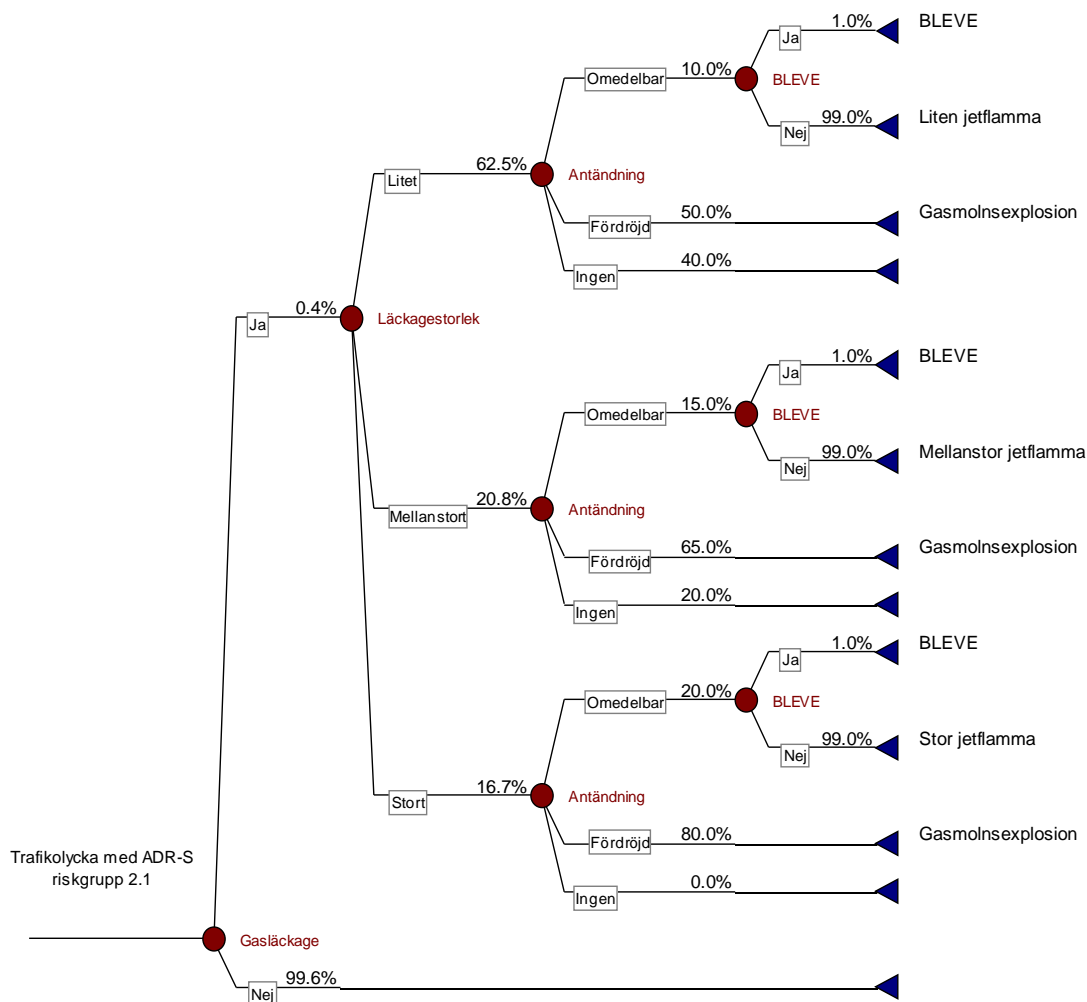 1.0%
BLEVE
Ja
10.0%
Omedelbar
BLEVE
99.0%
Liten jetflamma
Nej
62.5%
Litet
Antändning
50.0%
Gasmolnsexplosion
Fördröjd
40.0%
Ingen
0.4%
Ja
Läckagestorlek
1.0%
BLEVE
Ja
15.0%
Omedelbar
BLEVE
99.0%
Mellanstor jetflamma
Nej
20.8%
Mellanstort
Antändning
65.0%
Gasmolnsexplosion
Fördröjd
20.0%
Ingen
1.0%
BLEVE
Ja
20.0%
Omedelbar
BLEVE
99.0%
Stor jetflamma
Nej
16.7%
Stort
Antändning
80.0%
Gasmolnsexplosion
Fördröjd
0.0%
Ingen
Trafikolycka med ADR-S
riskgrupp 2.1
Gasläckage
99.6%
Nej